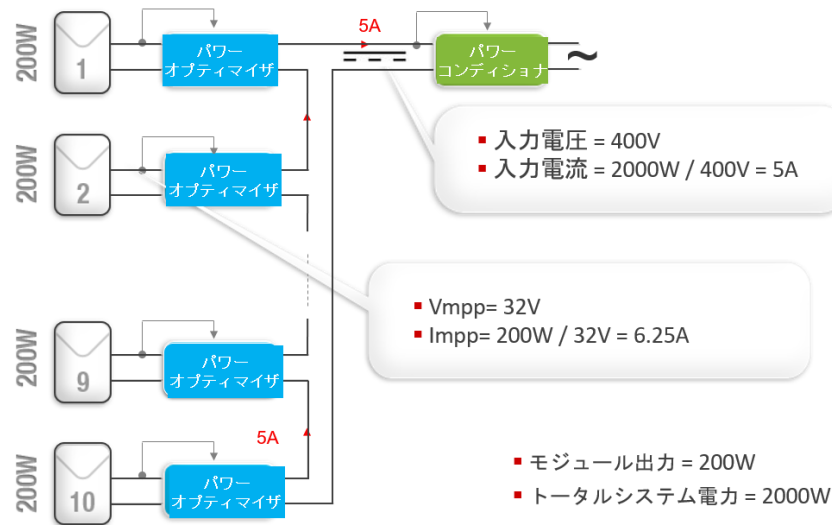 200W
1
パワー
オプティマイザ
5A
パワー
コンディショナ
~
入力電圧 = 400V
入力電流 = 2000W / 400V = 5A
200W
2
パワー
オプティマイザ
Vmpp= 32V
Impp= 200W / 32V = 6.25A
200W
9
パワー
オプティマイザ
5A
200W
10
パワー
オプティマイザ
モジュール出力 = 200W
トータルシステム電力 = 2000W